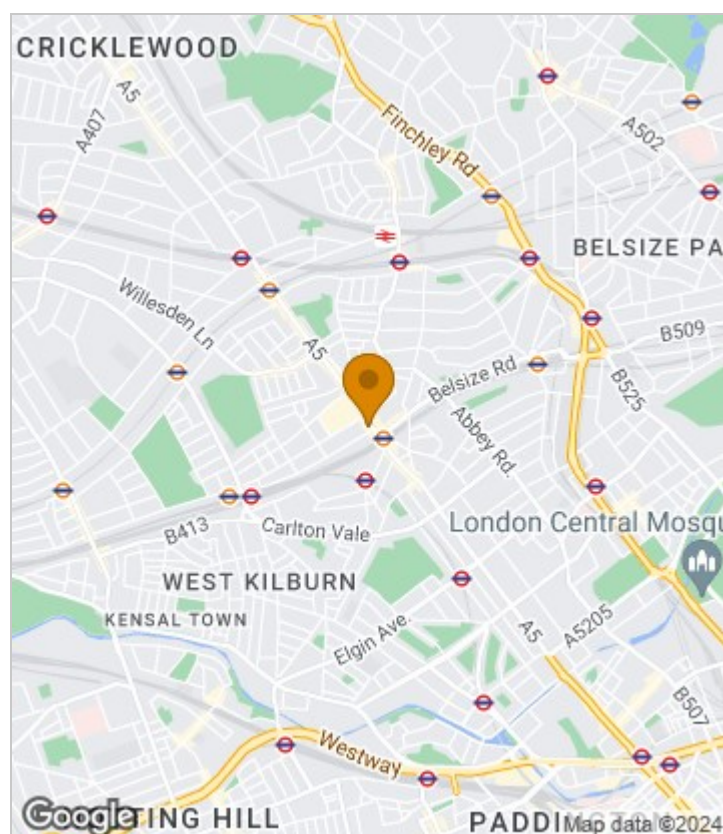 CRICKLEWOOD
A5
A407
Finchley Rd
A502
BELSIZE PA
Willesden Ln
A5
B509
Belsize Rd
B525
Abbey Rd.
London Central Mosqu
B413
Carlton Vale
WEST KILBURN
KENSAL TOWN
Elgin Ave.
A5
A5205
B507
Westway
Google
TING HILL
PADDI
Map data ©2024